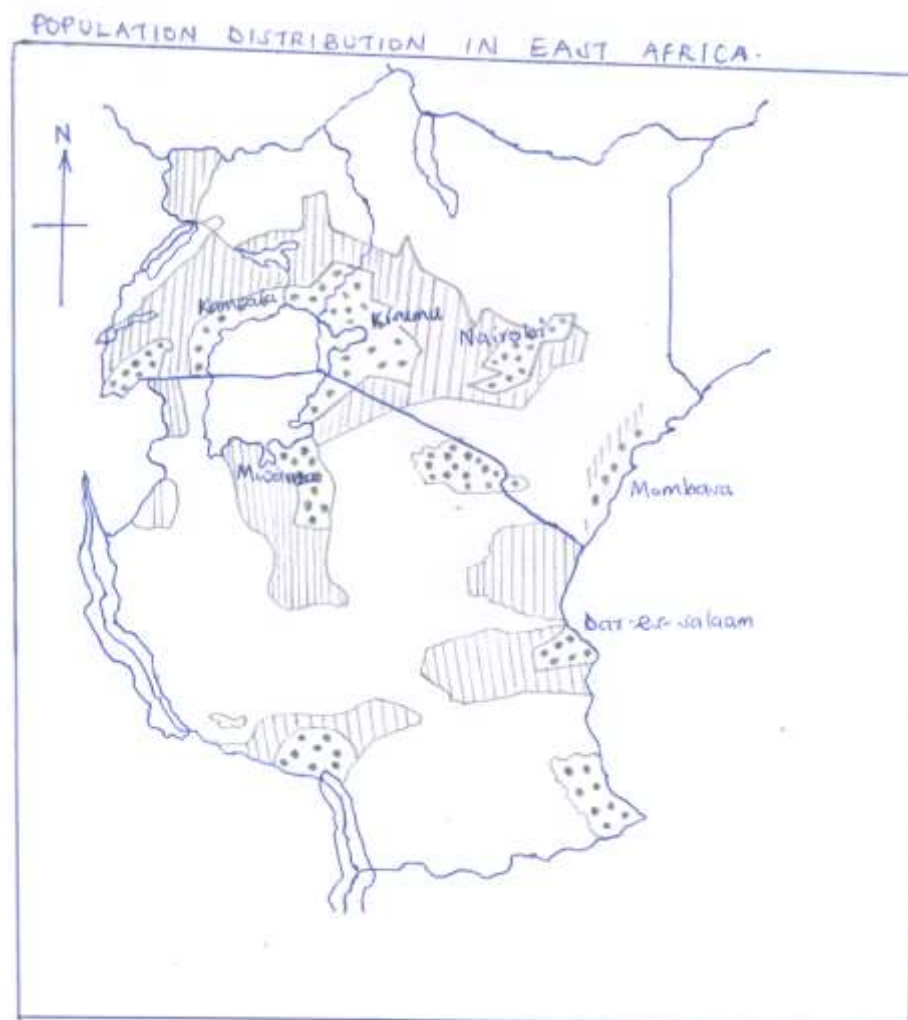 POPULATION DISTRIBUTION IN EAST AFRICA.
N
Kampala
Kisumu
Nairobi
Mwanza
Mombasa
Dar-es-salaam